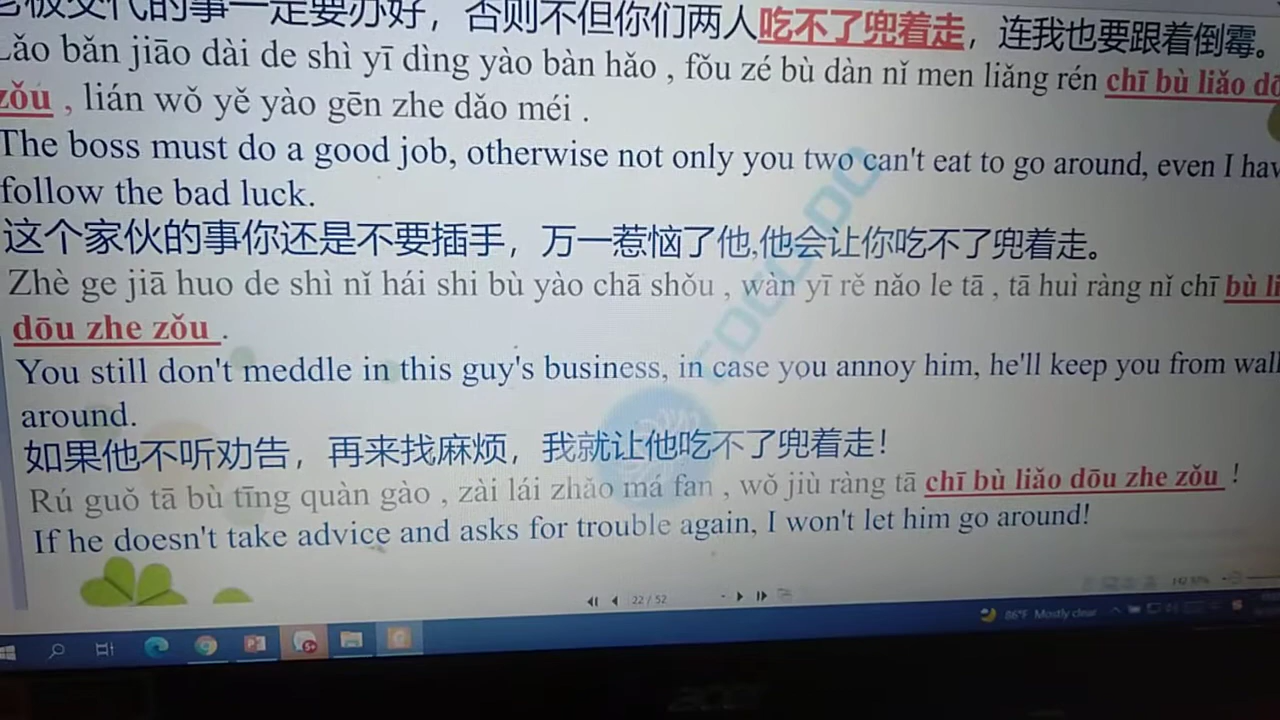 老板交代的事一定要办好，否则不但你们两人吃不了兜着走，连我也要跟着倒霉。
Lǎo bǎn jiāo dài de shì yī dìng yào bàn hǎo , fǒu zé bù dàn nǐ men liǎng rén chī bù liǎo
zǒu , lián wǒ yě yào gēn zhe dǎo méi .
The boss must do a good job, otherwise not only you two can't eat to go around, even I
follow the bad luck.
这个家伙的事你还是不要插手，万一惹恼了他,他会让你吃不了兜着走。
Zhè ge jiā huo de shì nǐ hái shi bù yào chā shǒu , wàn yī rě nǎo le tā , tā huì ràng nǐ chī bù
dōu zhe zǒu .
You still don't meddle in this guy's business, in case you annoy him, he'll keep you from
around.
如果他不听劝告，再来找麻烦，我就让他吃不了兜着走！
Rú guǒ tā bù tīng quàn gào , zài lái zhǎo má fan , wǒ jiù ràng tā chī bù liǎo dōu zhe zǒu !
If he doesn't take advice and asks for trouble again, I won't let him go around!
22 / 52
86°F Mostly clear
acer